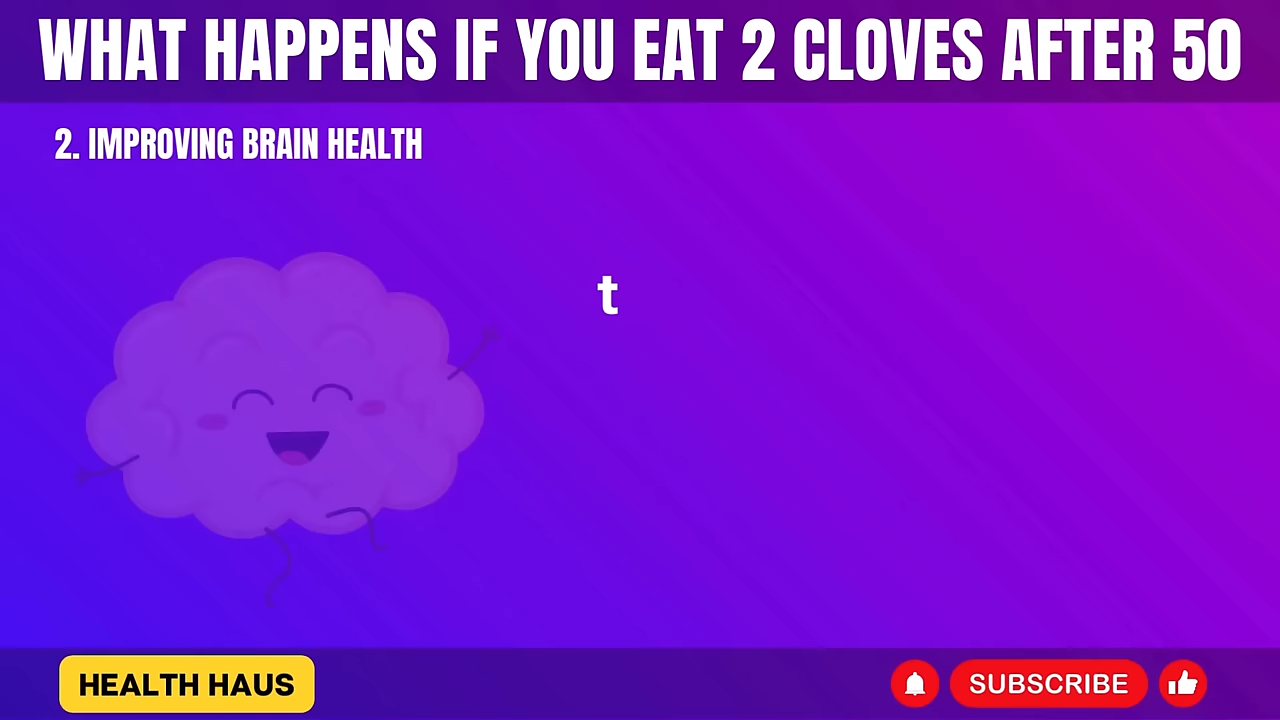 WHAT HAPPENS IF YOU EAT 2 CLOVES AFTER 50
2. IMPROVING BRAIN HEALTH
t
HEALTH HAUS
SUBSCRIBE